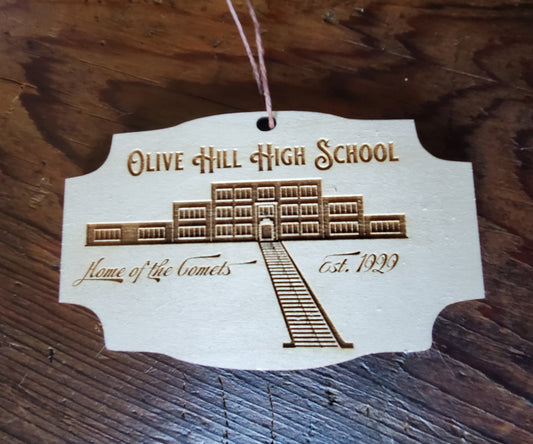 Olive Hill High School
Home of the Comets
Est. 1929